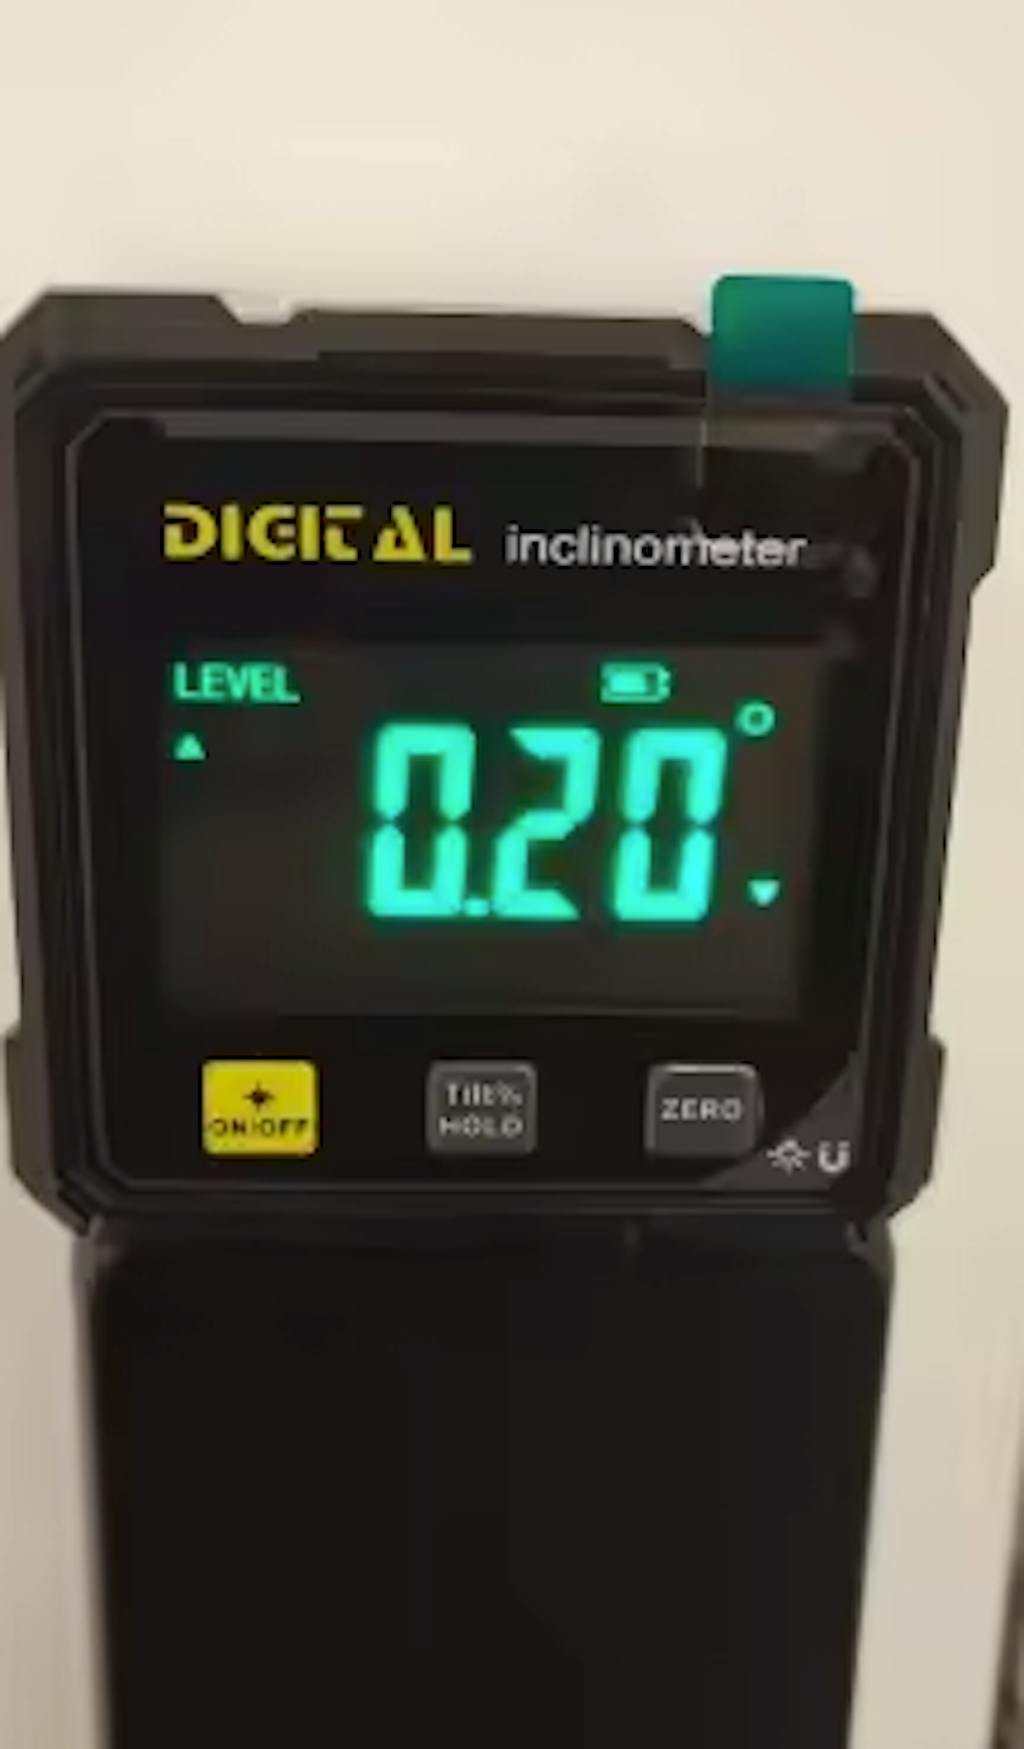 DIGITAL inclinometer
LEVEL
0.20°
ON/OFF
Tilt%
HOLD
ZERO